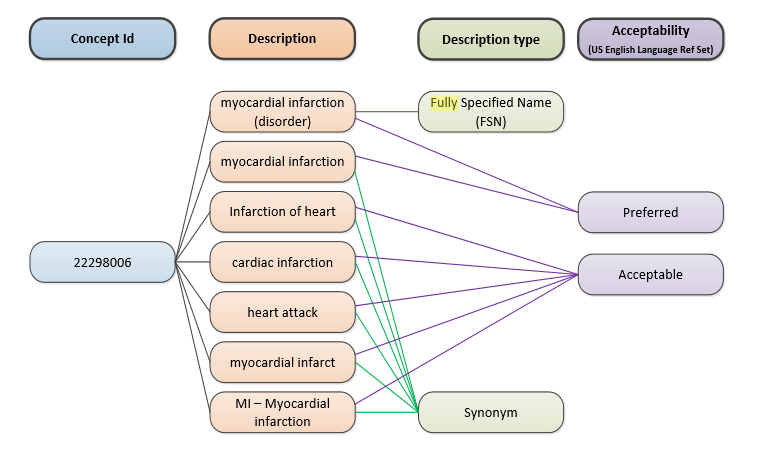 Concept Id
Description
Description type
Acceptability
(US English Language Ref Set)
myocardial infarction
(disorder)
Fully Specified Name
(FSN)
myocardial infarction
Infarction of heart
Preferred
22298006
cardiac infarction
Acceptable
heart attack
myocardial infarct
MI – Myocardial
infarction
Synonym